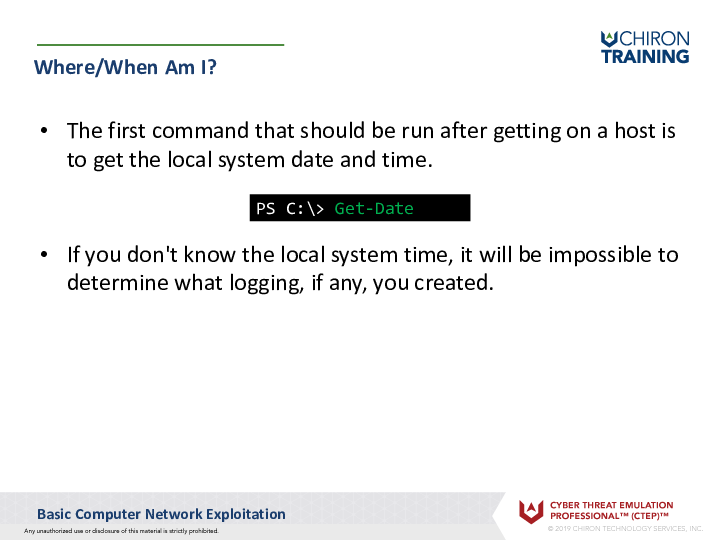 CHIRON
TRAINING
Where/When Am I?
• The first command that should be run after getting on a host is
to get the local system date and time.
PS C:\> Get-Date
• If you don't know the local system time, it will be impossible to
determine what logging, if any, you created.
Basic Computer Network Exploitation
Any unauthorized use or disclosure of this material is strictly prohibited.
CYBER THREAT EMULATION
PROFESSIONAL™ (CTEP)™
© 2019 CHIRON TECHNOLOGY SERVICES, INC.